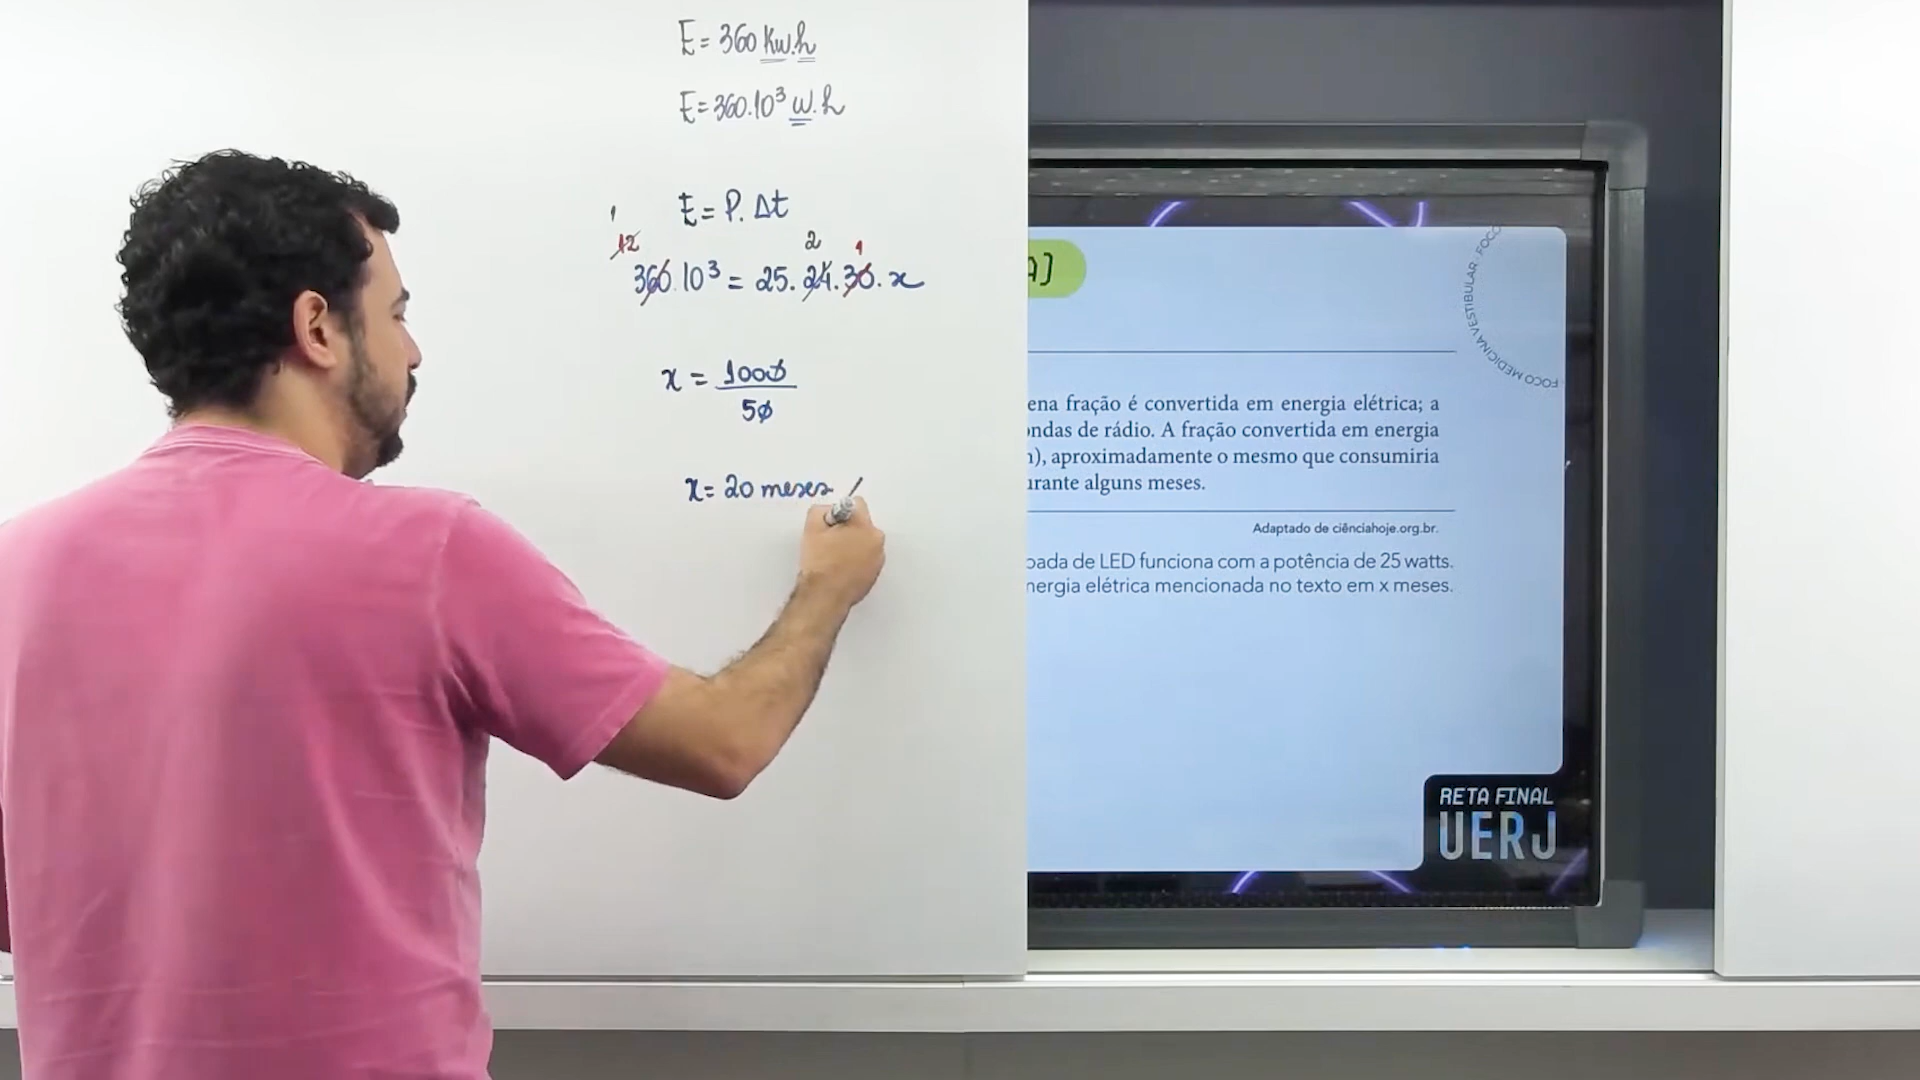 E = 360 Kw.h
E = 360.10³ w.h
E = P. Δt
1
12
2
1
360.10³ = 25.24.30.x
x = 1000
50
x = 20 meses
A)
FOCO MEDICINA VESTIBULAR · FOCO
ena fração é convertida em energia elétrica; a
ondas de rádio. A fração convertida em energia
h), aproximadamente o mesmo que consumiria
urante alguns meses.
Adaptado de ciênciahoje.org.br.
pada de LED funciona com a potência de 25 watts.
nergia elétrica mencionada no texto em x meses.
RETA FINAL
UERJ